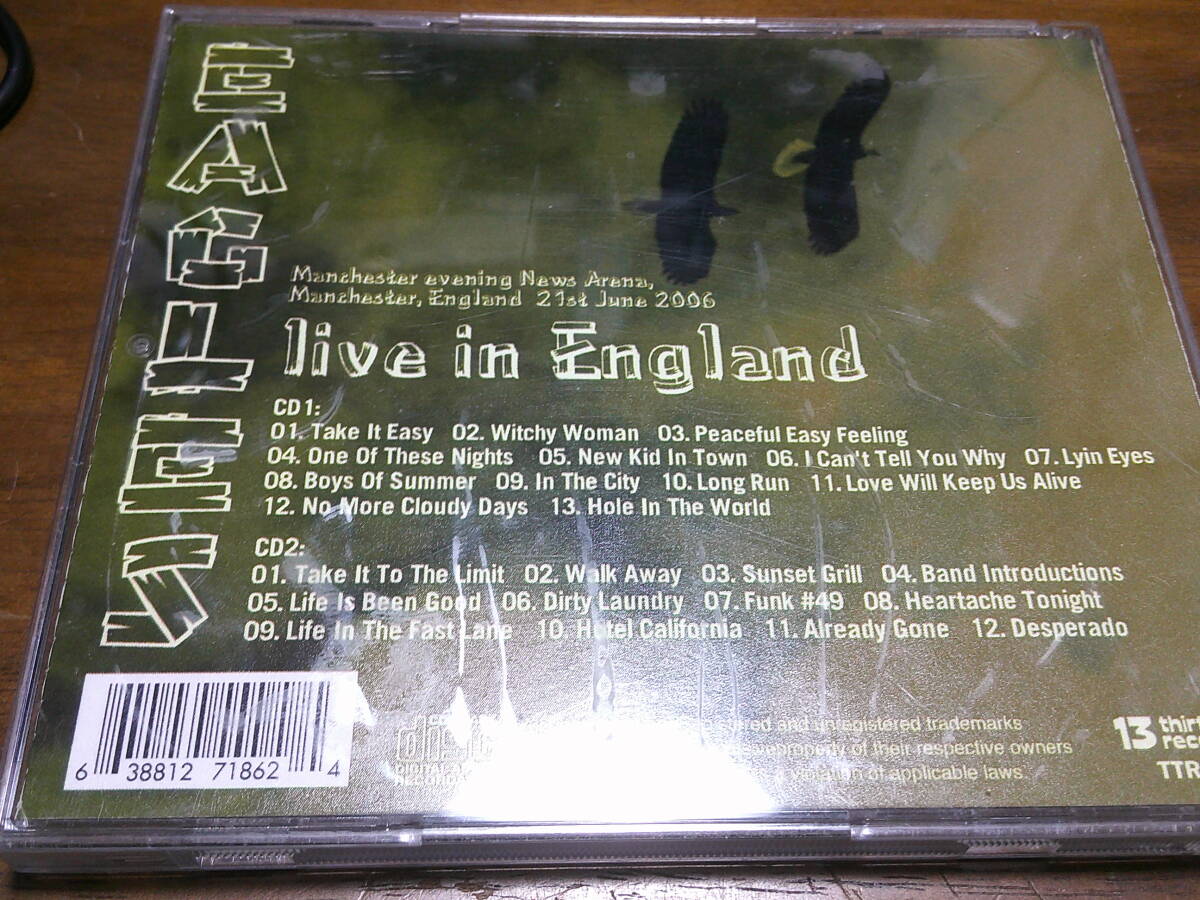 EAGLES
Manchester evening News Arena,
Manchester, England 21st June 2006
live in England
CD1:
01. Take It Easy 02. Witchy Woman 03. Peaceful Easy Feeling
04. One Of These Nights 05. New Kid In Town 06. I Can't Tell You Why 07. Lyin Eyes
08. Boys Of Summer 09. In The City 10. Long Run 11. Love Will Keep Us Alive
12. No More Cloudy Days 13. Hole In The World
CD2:
01. Take It To The Limit 02. Walk Away 03. Sunset Grill 04. Band Introductions
05. Life Is Been Good 06. Dirty Laundry 07. Funk #49 08. Heartache Tonight
09. Life In The Fast Lane 10. Hotel California 11. Already Gone 12. Desperado
6 38812 71862 4
disc
and unregistered trademarks
property of their respective owners
a violation of applicable laws.
13
TTR